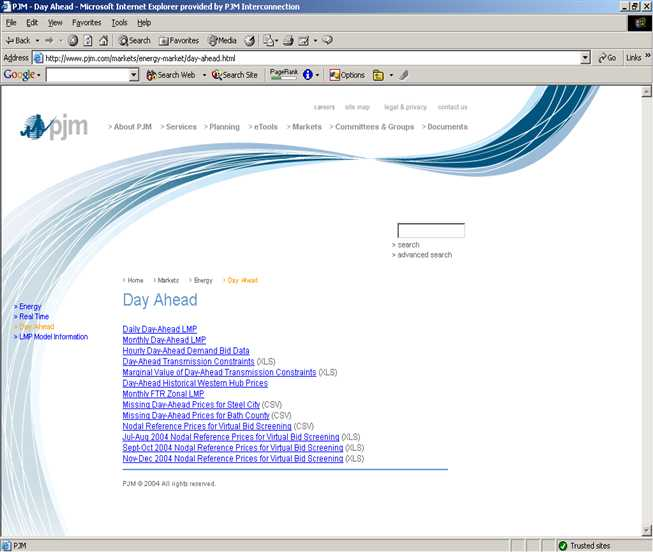 PJM - Day Ahead - Microsoft Internet Explorer provided by PJM Interconnection
File Edit View Favorites Tools Help
Back Search Favorites Media
Address http://www.pjm.com/markets/energy-market/day-ahead.html Go Links »
Google Search Web Search Site PageRank Options
careers site map legal & privacy contact us
pjm
> About PJM > Services > Planning > eTools > Markets > Committees & Groups > Documents
> search
> advanced search
> Home > Markets > Energy > Day Ahead
Day Ahead
> Energy
> Real Time
> Day Ahead
> LMP Model Information
Daily Day-Ahead LMP
Monthly Day-Ahead LMP
Hourly Day-Ahead Demand Bid Data
Day-Ahead Transmission Constraints (XLS)
Marginal Value of Day-Ahead Transmission Constraints (XLS)
Day-Ahead Historical Western Hub Prices
Monthly FTR Zonal LMP
Missing Day-Ahead Prices for Steel City (CSV)
Missing Day-Ahead Prices for Bath County (CSV)
Nodal Reference Prices for Virtual Bid Screening (CSV)
Jul-Aug 2004 Nodal Reference Prices for Virtual Bid Screening (XLS)
Sept-Oct 2004 Nodal Reference Prices for Virtual Bid Screening (XLS)
Nov-Dec 2004 Nodal Reference Prices for Virtual Bid Screening (XLS)
PJM © 2004 All rights reserved.
PJM Trusted sites